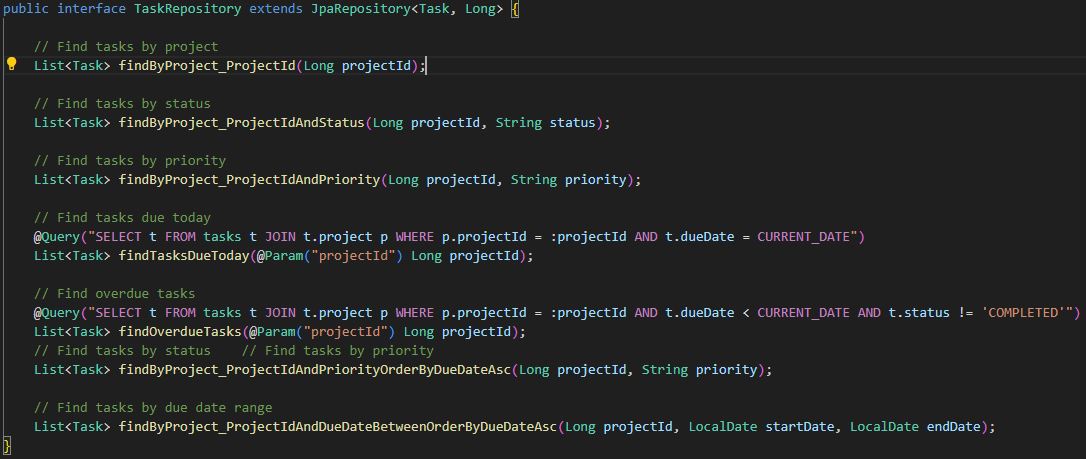 public interface TaskRepository extends JpaRepository<Task, Long> {
// Find tasks by project
List<Task> findByProject_ProjectId(Long projectId);
// Find tasks by status
List<Task> findByProject_ProjectIdAndStatus(Long projectId, String status);
// Find tasks by priority
List<Task> findByProject_ProjectIdAndPriority(Long projectId, String priority);
// Find tasks due today
@Query("SELECT t FROM tasks t JOIN t.project p WHERE p.projectId = :projectId AND t.dueDate = CURRENT_DATE")
List<Task> findTasksDueToday(@Param("projectId") Long projectId);
// Find overdue tasks
@Query("SELECT t FROM tasks t JOIN t.project p WHERE p.projectId = :projectId AND t.dueDate < CURRENT_DATE AND t.status != 'COMPLETED'")
List<Task> findOverdueTasks(@Param("projectId") Long projectId);
// Find tasks by status    // Find tasks by priority
List<Task> findByProject_ProjectIdAndPriorityOrderByDueDateAsc(Long projectId, String priority);
// Find tasks by due date range
List<Task> findByProject_ProjectIdAndDueDateBetweenOrderByDueDateAsc(Long projectId, LocalDate startDate, LocalDate endDate);
}